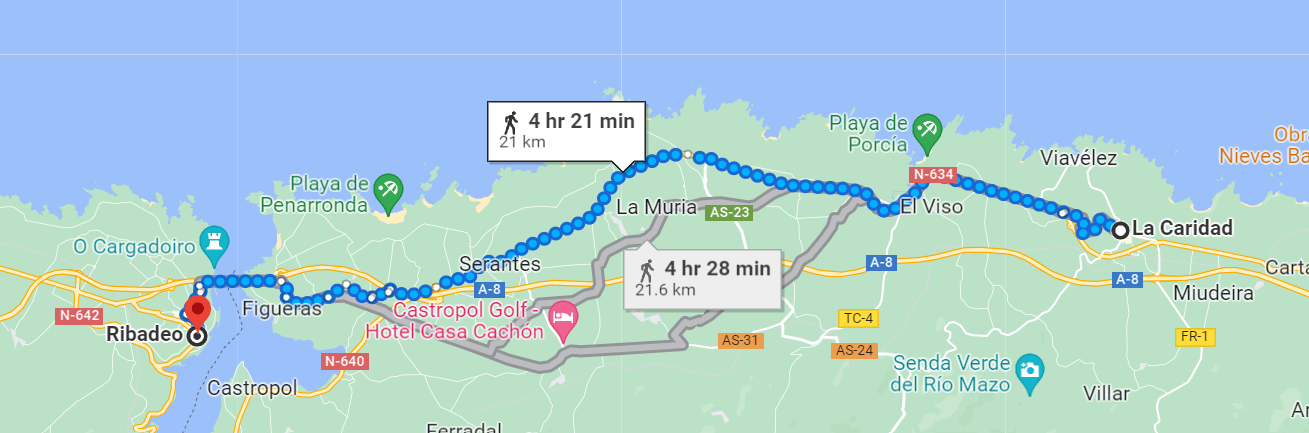 4 hr 21 min
21 km
Playa de
Porcía
Obra
Nieves Ba
Viavélez
N-634
Playa de
Penarronda
La Muria
AS-23
El Viso
La Caridad
O Cargadoiro
Serantes
A-8
4 hr 28 min
21.6 km
A-8
A-8
Carta
Miudeira
N-642
Figueras
Castropol Golf -
Hotel Casa Cachón
TC-4
Ribadeo
FR-1
N-640
AS-31
AS-24
Senda Verde
del Río Mazo
Castropol
Villar
Ar
Ferradal